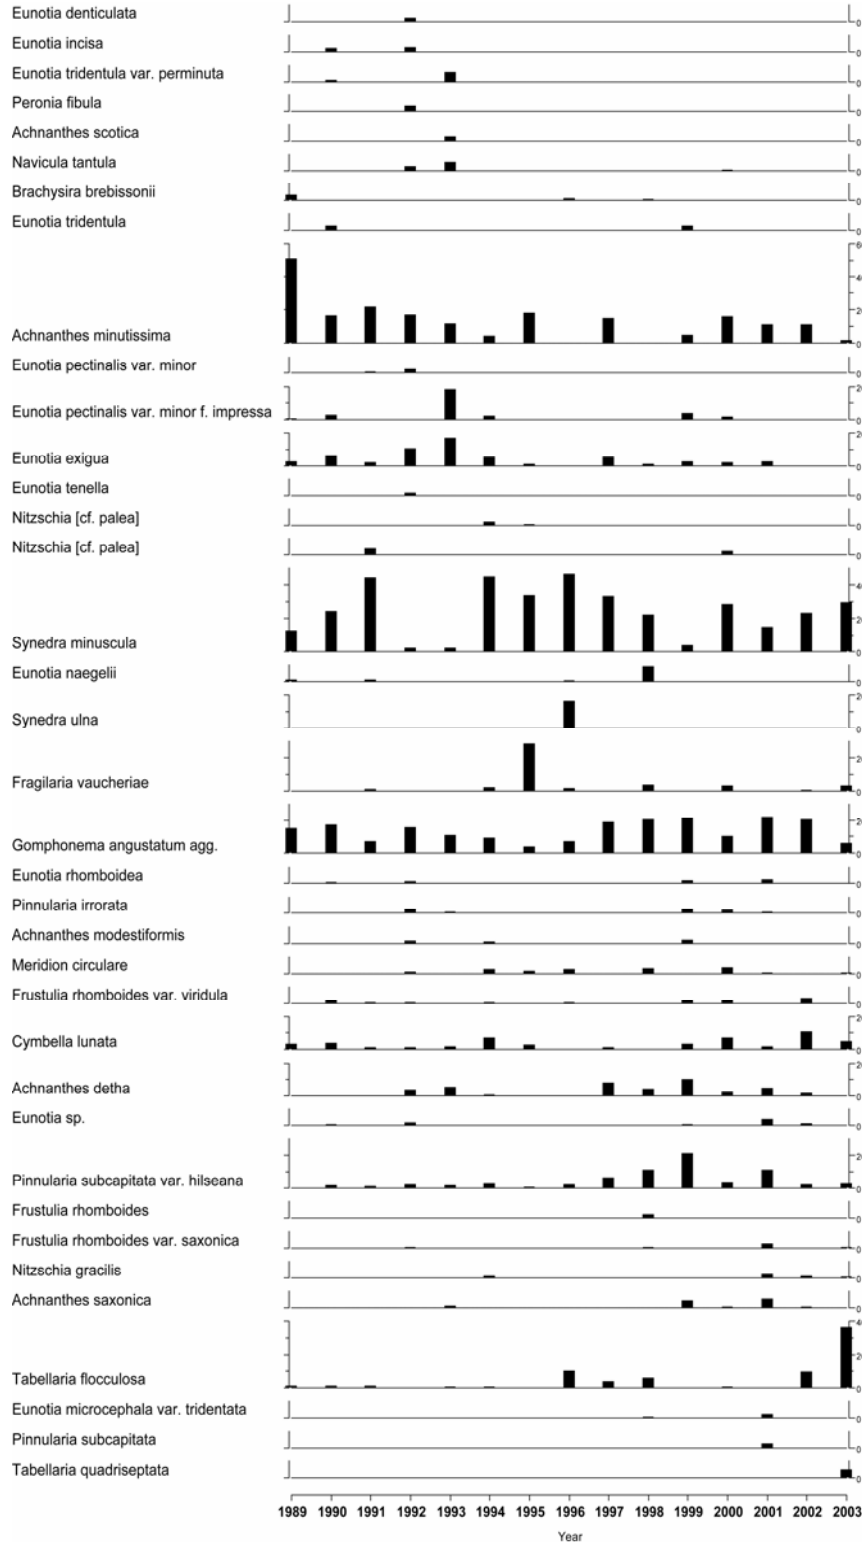 Eunotia denticulata
Eunotia incisa
Eunotia tridentula var. perminuta
Peronia fibula
Achnanthes scotica
Navicula tantula
Brachysira brebissonii
Eunotia tridentula
Achnanthes minutissima
Eunotia pectinalis var. minor
Eunotia pectinalis var. minor f. impressa
Eunotia exigua
Eunotia tenella
Nitzschia [cf. palea]
Nitzschia [cf. palea]
Synedra minuscula
Eunotia naegelii
Synedra ulna
Fragilaria vaucheriae
Gomphonema angustatum agg.
Eunotia rhomboidea
Pinnularia irrorata
Achnanthes modestiformis
Meridion circulare
Frustulia rhomboides var. viridula
Cymbella lunata
Achnanthes detha
Eunotia sp.
Pinnularia subcapitata var. hilseana
Frustulia rhomboides
Frustulia rhomboides var. saxonica
Nitzschia gracilis
Achnanthes saxonica
Tabellaria flocculosa
Eunotia microcephala var. tridentata
Pinnularia subcapitata
Tabellaria quadriseptata
1989 1990 1991 1992 1993 1994 1995 1996 1997 1998 1999 2000 2001 2002 2003
Year